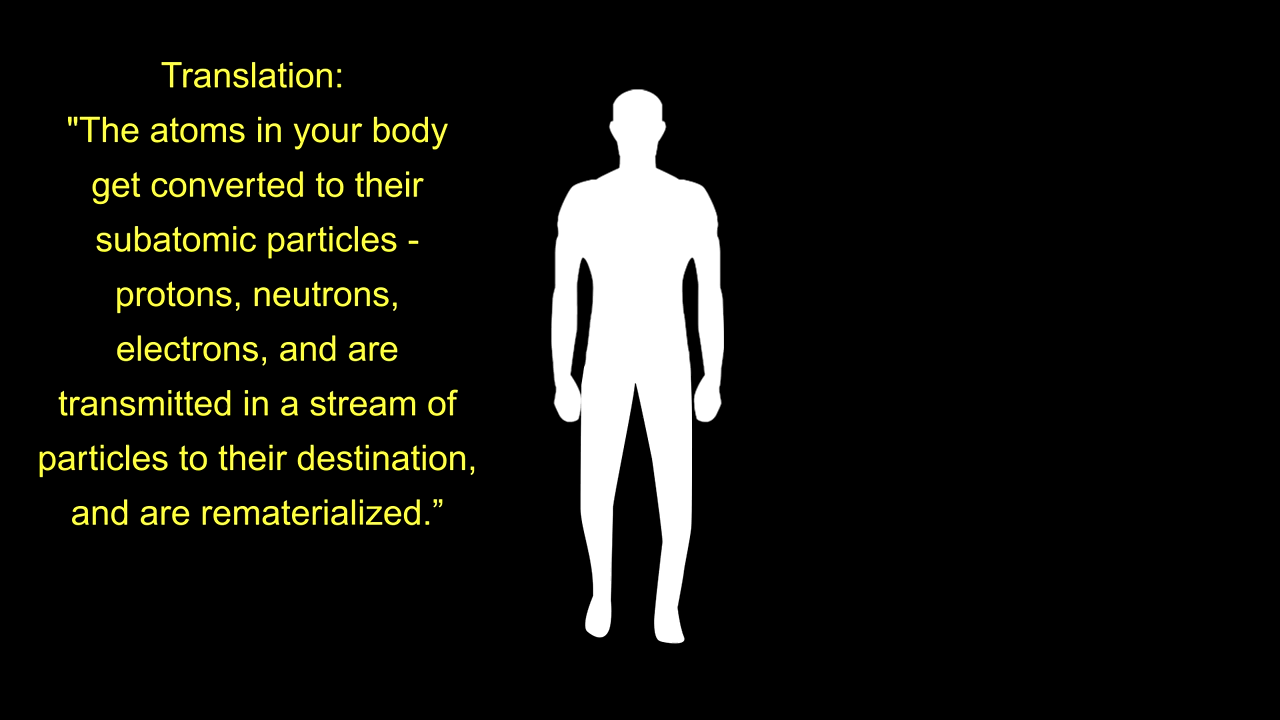 Translation:
"The atoms in your body
get converted to their
subatomic particles -
protons, neutrons,
electrons, and are
transmitted in a stream of
particles to their destination,
and are rematerialized.”